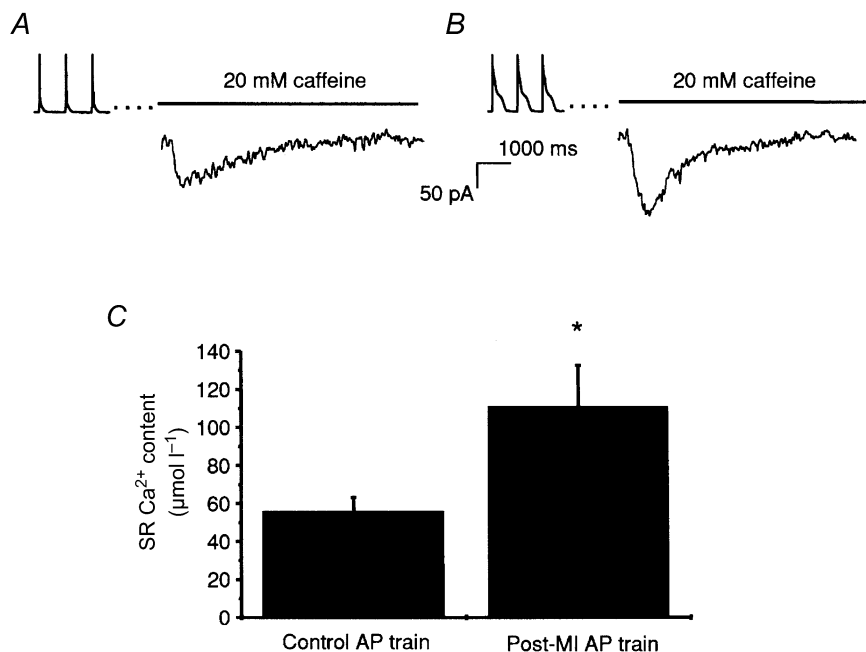 A
B
20 mM caffeine
20 mM caffeine
1000 ms
50 pA
C
*
SR Ca²⁺ content
(μmol l⁻¹)
140
120
100
80
60
40
20
0
Control AP train
Post-MI AP train